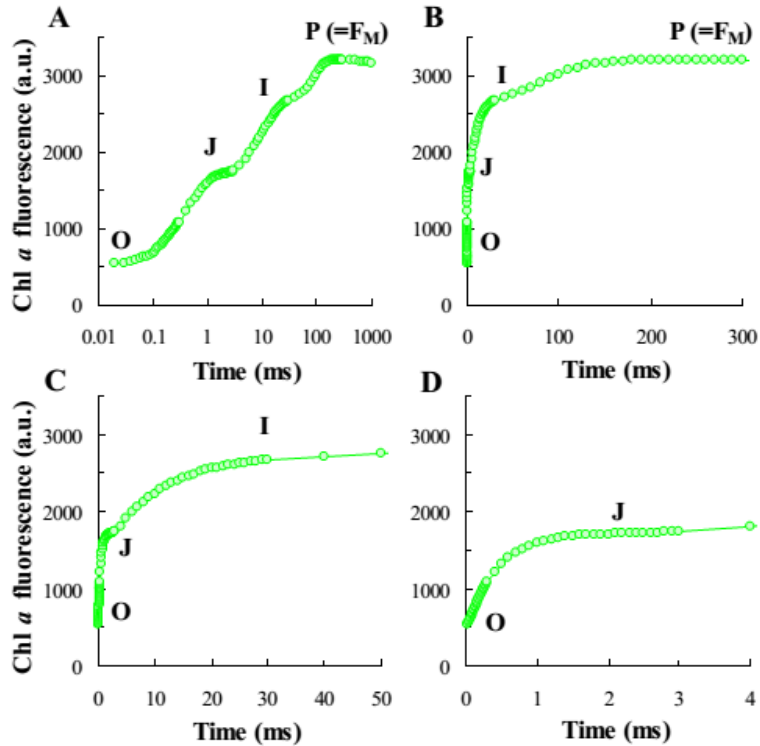 A
P (=FM)
3000
I
2000
J
1000
O
0
0.01 0.1 1 10 100 1000
Time (ms)
Chl a fluorescence (a.u.)
B
P (=FM)
3000
I
2000
J
1000
O
0
0 100 200 300
Time (ms)
C
3000
I
2000
J
1000
O
0
0 10 20 30 40 50
Time (ms)
Chl a fluorescence (a.u.)
D
3000
2000
J
1000
O
0
0 1 2 3 4
Time (ms)